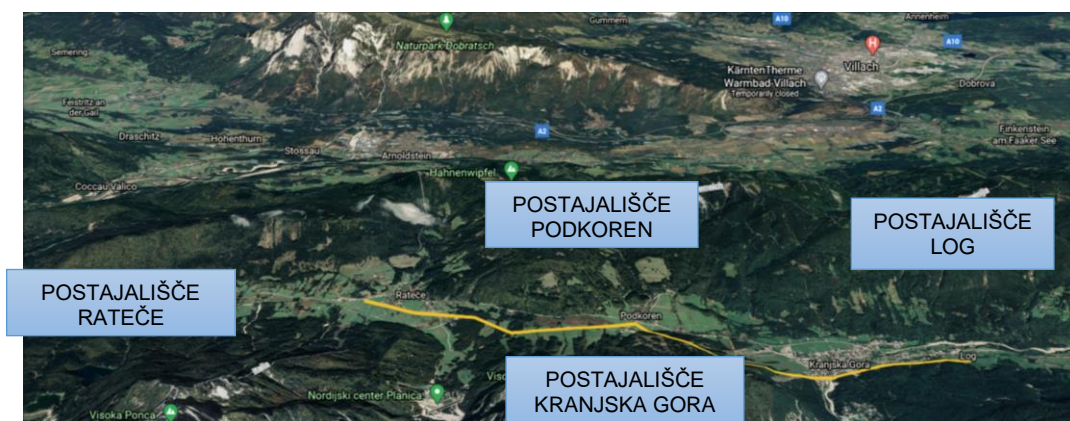 Gummern
A10
Annenheim
Semering
Naturpark Dobratsch
A10
KärntenTherme
Warmbad-Villach
Temporarily closed
Villach
Dobrova
Feistritz an
der Gail
A2
Draschitz
Hohenthurn
A2
Finkenstein
am Faaker See
Stossau
Arnoldstein
Coccau Valico
Hahnenwipfel
POSTAJALIŠČE
PODKOREN
POSTAJALIŠČE
LOG
POSTAJALIŠČE
RATEČE
Rateče
Podkoren
Kranjska Gora
Log
POSTAJALIŠČE
KRANJSKA GORA
Nordijski center Planica
Visoka Ponca